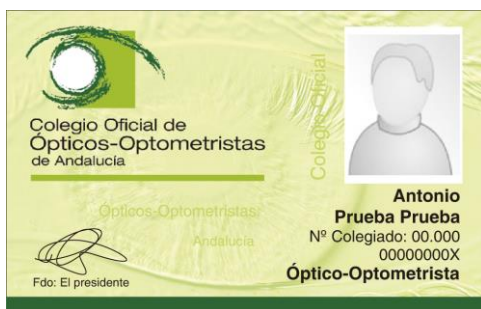 Colegio Oficial de
Ópticos-Optometristas
de Andalucía
Colegio Oficial
Ópticos-Optometristas
Andalucía
Antonio
Prueba Prueba
Nº Colegiado: 00.000
00000000X
Óptico-Optometrista
Fdo: El presidente